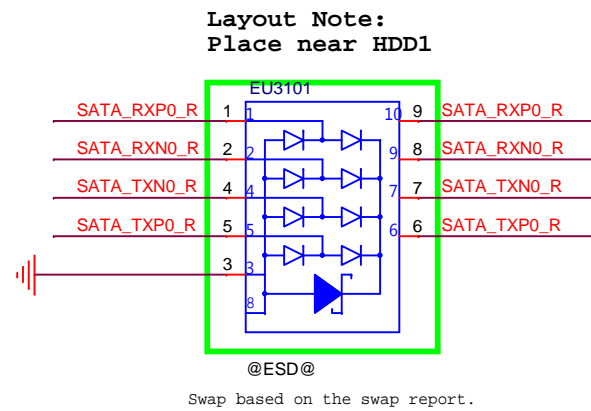 Layout Note:
Place near HDD1
EU3101
SATA_RXP0_R 1 1 10 9 SATA_RXP0_R
SATA_RXN0_R 2 2 9 8 SATA_RXN0_R
SATA_TXN0_R 4 4 7 7 SATA_TXN0_R
SATA_TXP0_R 5 5 6 6 SATA_TXP0_R
3 3
8
@ESD@
Swap based on the swap report.